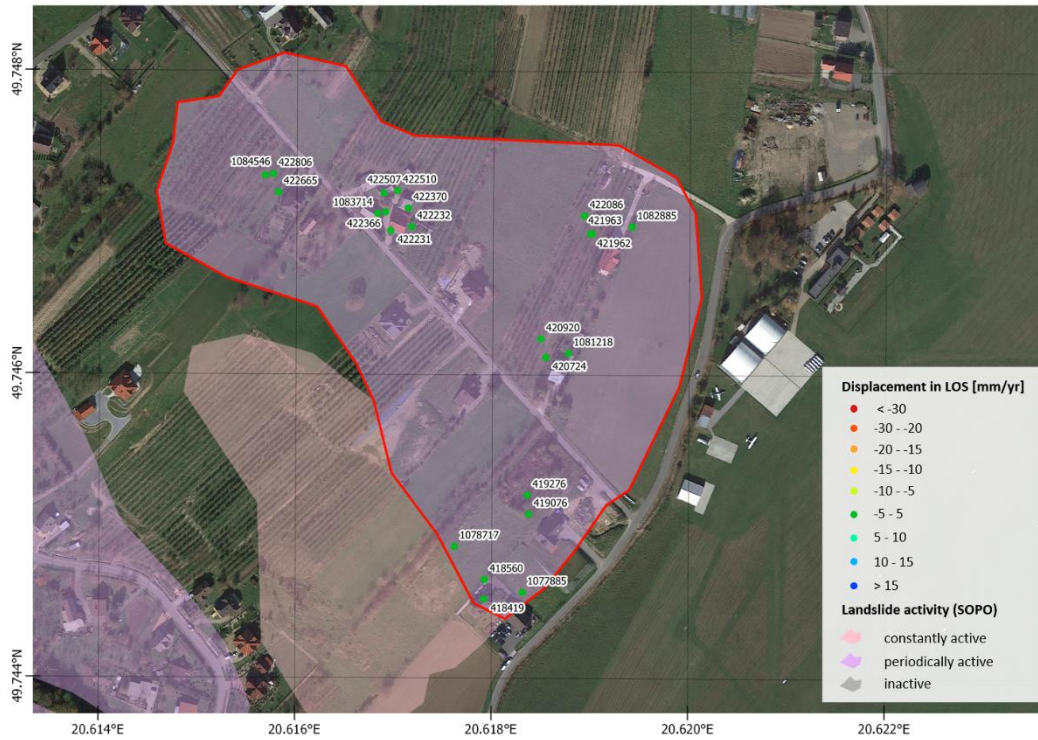 49.748°N
49.746°N
49.744°N
1084546
422806
422665
422507
422510
1083714
422370
422366
422232
422231
422086
1082885
421963
421962
420920
1081218
420724
419276
419076
1078717
418560
1077885
418419
Displacement in LOS [mm/yr]
< -30
-30 - -20
-20 - -15
-15 - -10
-10 - -5
-5 - 5
5 - 10
10 - 15
> 15
Landslide activity (SOPO)
constantly active
periodically active
inactive
20.614°E
20.616°E
20.618°E
20.620°E
20.622°E